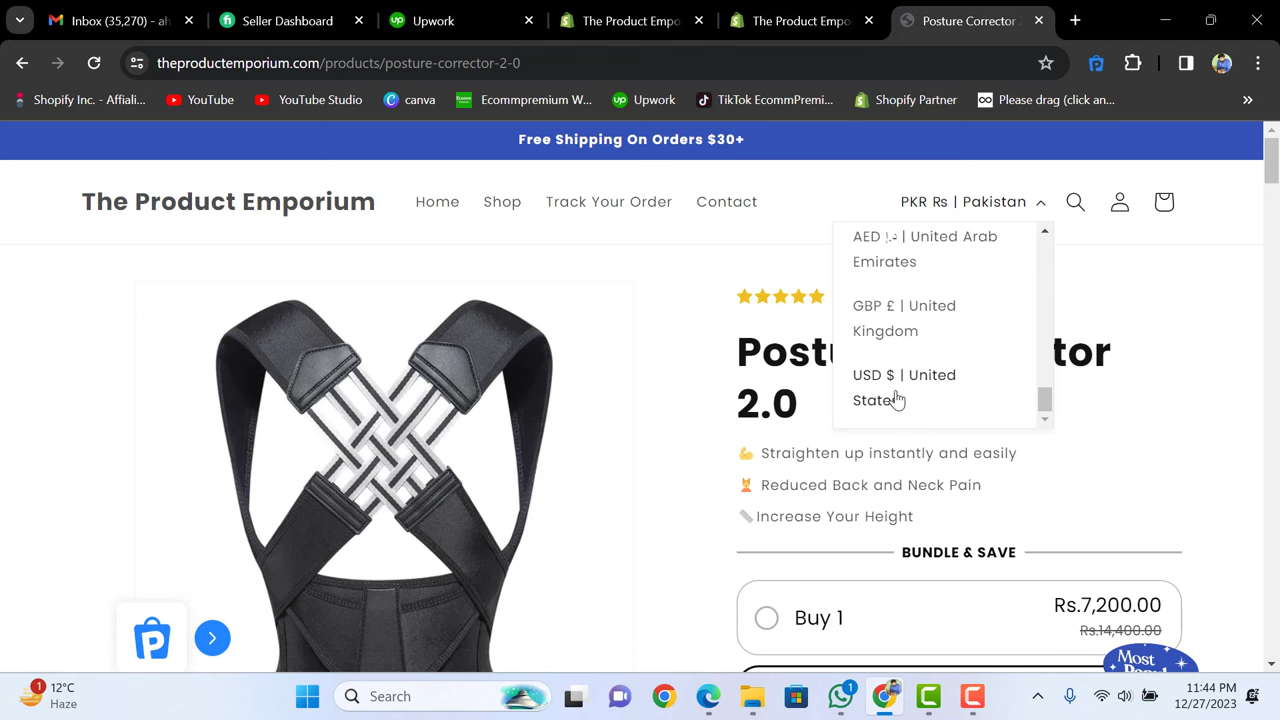 Inbox (35,270) - ah
Seller Dashboard
Upwork
The Product Empo
The Product Empo
Posture Corrector
theproductemporium.com/products/posture-corrector-2-0
Shopify Inc. - Affiali...
YouTube
YouTube Studio
canva
Ecommpremium W...
Upwork
TikTok EcommPremi...
Shopify Partner
Please drag (click an...
Free Shipping On Orders $30+
The Product Emporium
Home
Shop
Track Your Order
Contact
PKR ₨ | Pakistan
AED د.إ | United Arab
Emirates
GBP £ | United
Kingdom
USD $ | United
States
2.0
💪 Straighten up instantly and easily
💆 Reduced Back and Neck Pain
📏Increase Your Height
BUNDLE & SAVE
Buy 1
Rs.7,200.00
Rs.14,400.00
Most
12°C
Haze
1
Search
1
11:44 PM
12/27/2023